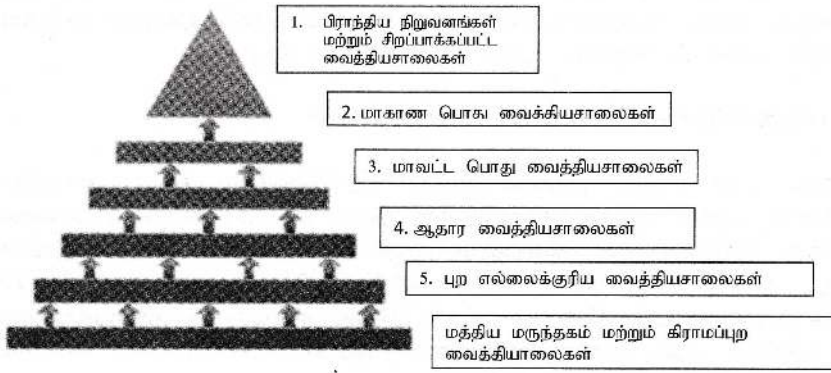 1. பிராந்திய நிறுவனங்கள்
மற்றும் சிறப்பாக்கப்பட்ட
வைத்தியசாலைகள்
2. மாகாண பொது வைக்கியசாலைகள்
3. மாவட்ட பொது வைத்தியசாலைகள்
4. ஆதார வைத்தியசாலைகள்
5. புற எல்லைக்குரிய வைத்தியசாலைகள்
மத்திய மருந்தகம் மற்றும் கிராமப்புற
வைத்தியாலைகள்